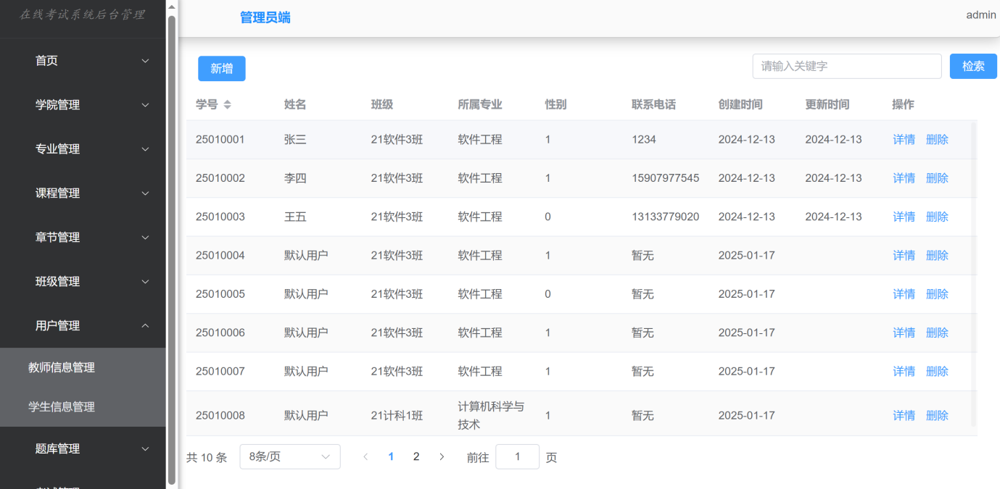 在线考试系统后台管理
管理员端
admin
首页
学院管理
专业管理
课程管理
章节管理
班级管理
用户管理
教师信息管理
学生信息管理
题库管理
新增
请输入关键字
检索
学号 姓名 班级 所属专业 性别 联系电话 创建时间 更新时间 操作
25010001 张三 21软件3班 软件工程 1 1234 2024-12-13 2024-12-13 详情 删除
25010002 李四 21软件3班 软件工程 1 15907977545 2024-12-13 2024-12-13 详情 删除
25010003 王五 21软件3班 软件工程 0 13133779020 2024-12-13 2024-12-13 详情 删除
25010004 默认用户 21软件3班 软件工程 1 暂无 2025-01-17 详情 删除
25010005 默认用户 21软件3班 软件工程 0 暂无 2025-01-17 详情 删除
25010006 默认用户 21软件3班 软件工程 1 暂无 2025-01-17 详情 删除
25010007 默认用户 21软件3班 软件工程 1 暂无 2025-01-17 详情 删除
25010008 默认用户 21计科1班 计算机科学与技术 1 暂无 2025-01-17 详情 删除
共 10 条 8条/页 1 2 前往 1 页